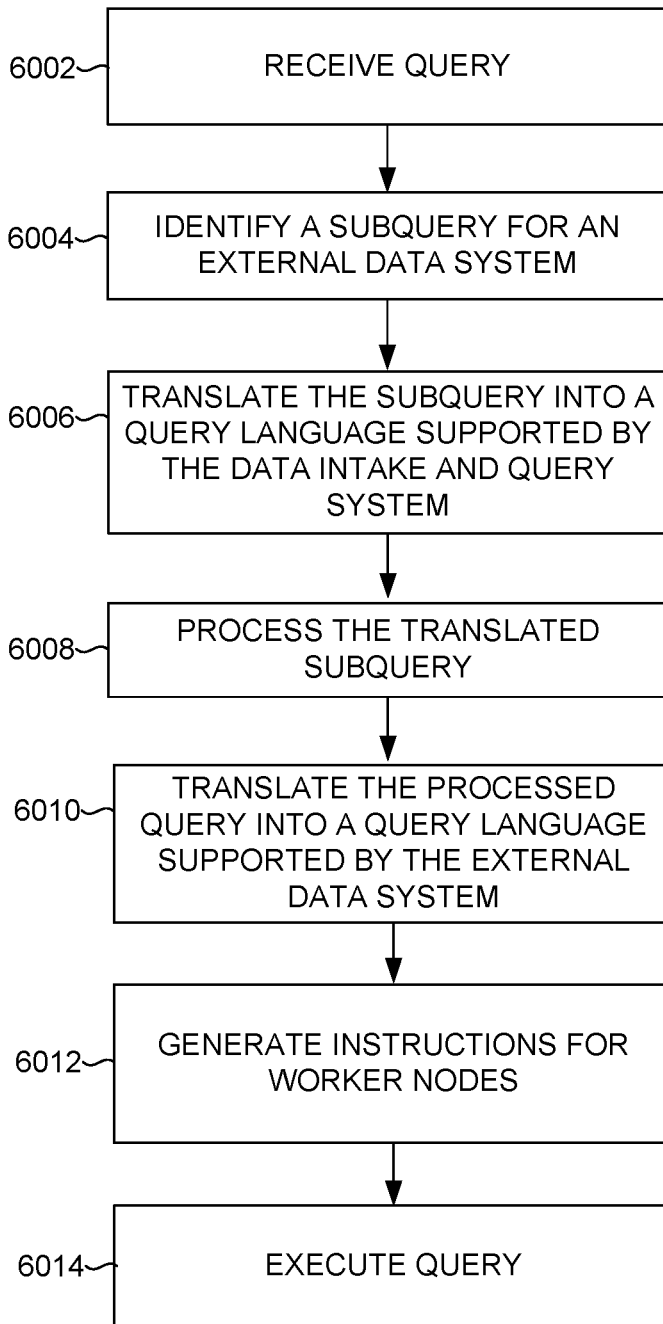 6002
RECEIVE QUERY
6004
IDENTIFY A SUBQUERY FOR AN
EXTERNAL DATA SYSTEM
6006
TRANSLATE THE SUBQUERY INTO A
QUERY LANGUAGE SUPPORTED BY
THE DATA INTAKE AND QUERY
SYSTEM
6008
PROCESS THE TRANSLATED
SUBQUERY
6010
TRANSLATE THE PROCESSED
QUERY INTO A QUERY LANGUAGE
SUPPORTED BY THE EXTERNAL
DATA SYSTEM
6012
GENERATE INSTRUCTIONS FOR
WORKER NODES
6014
EXECUTE QUERY